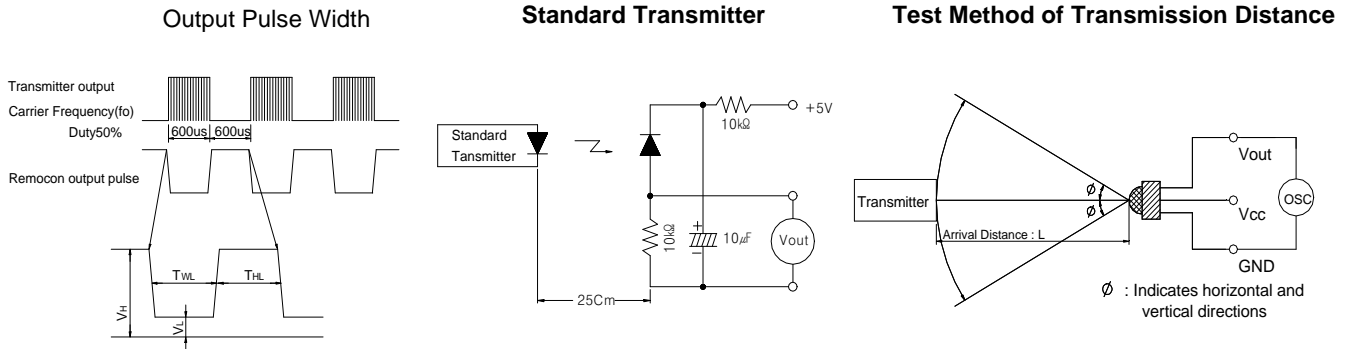 Output Pulse Width
Transmitter output
Carrier Frequency(fo)
Duty50%
600us 600us
Remocon output pulse
TWL THL
VH
VL
Standard Transmitter
+5V
10kΩ
Standard
Tansmitter
10kΩ
+
10μF
Vout
25Cm
Test Method of Transmission Distance
Vout
Transmitter
Ø
Ø
Vcc
OSC
Arrival Distance : L
GND
Ø : Indicates horizontal and
vertical directions